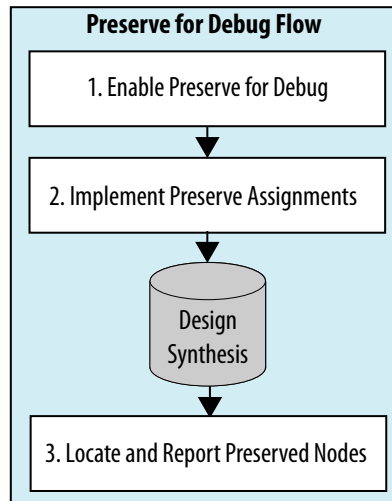 Preserve for Debug Flow
1. Enable Preserve for Debug
2. Implement Preserve Assignments
Design
Synthesis
3. Locate and Report Preserved Nodes